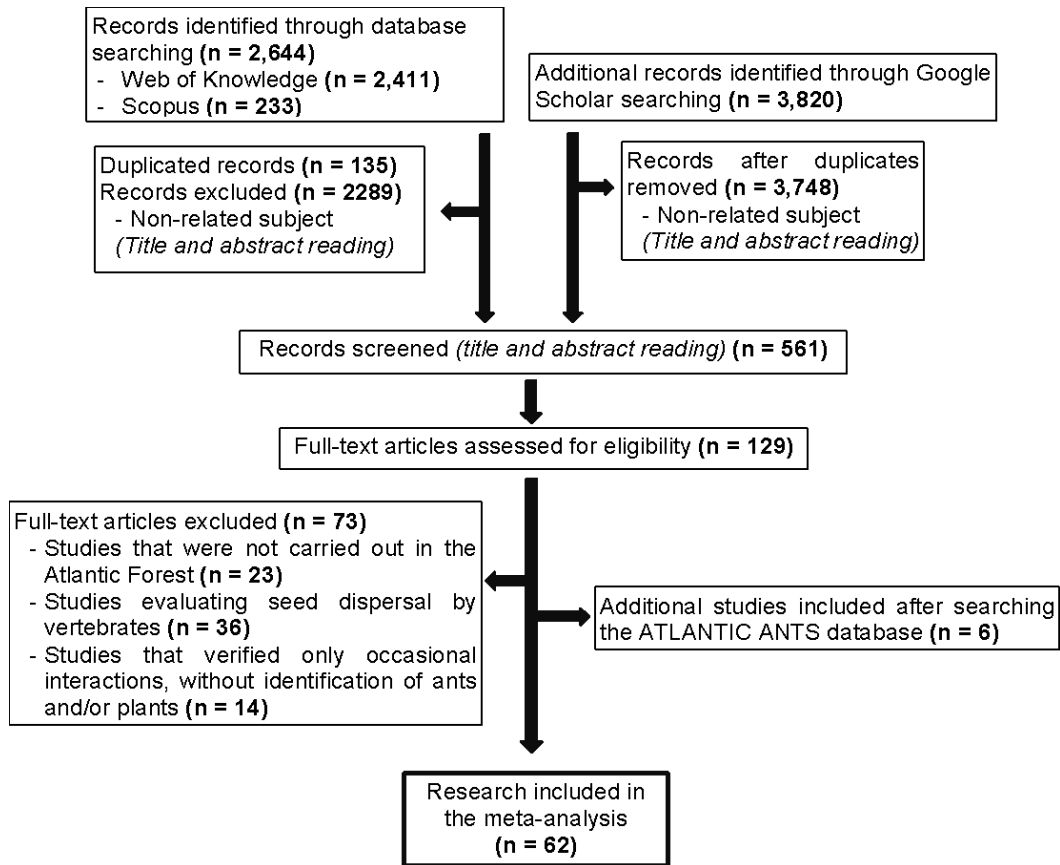 Records identified through database
searching (n = 2,644)
- Web of Knowledge (n = 2,411)
- Scopus (n = 233)
Additional records identified through Google
Scholar searching (n = 3,820)
Duplicated records (n = 135)
Records excluded (n = 2289)
- Non-related subject
(Title and abstract reading)
Records after duplicates
removed (n = 3,748)
- Non-related subject
(Title and abstract reading)
Records screened (title and abstract reading) (n = 561)
Full-text articles assessed for eligibility (n = 129)
Full-text articles excluded (n = 73)
- Studies that were not carried out in the
Atlantic Forest (n = 23)
- Studies evaluating seed dispersal by
vertebrates (n = 36)
- Studies that verified only occasional
interactions, without identification of ants
and/or plants (n = 14)
Additional studies included after searching
the ATLANTIC ANTS database (n = 6)
Research included in
the meta-analysis
(n = 62)